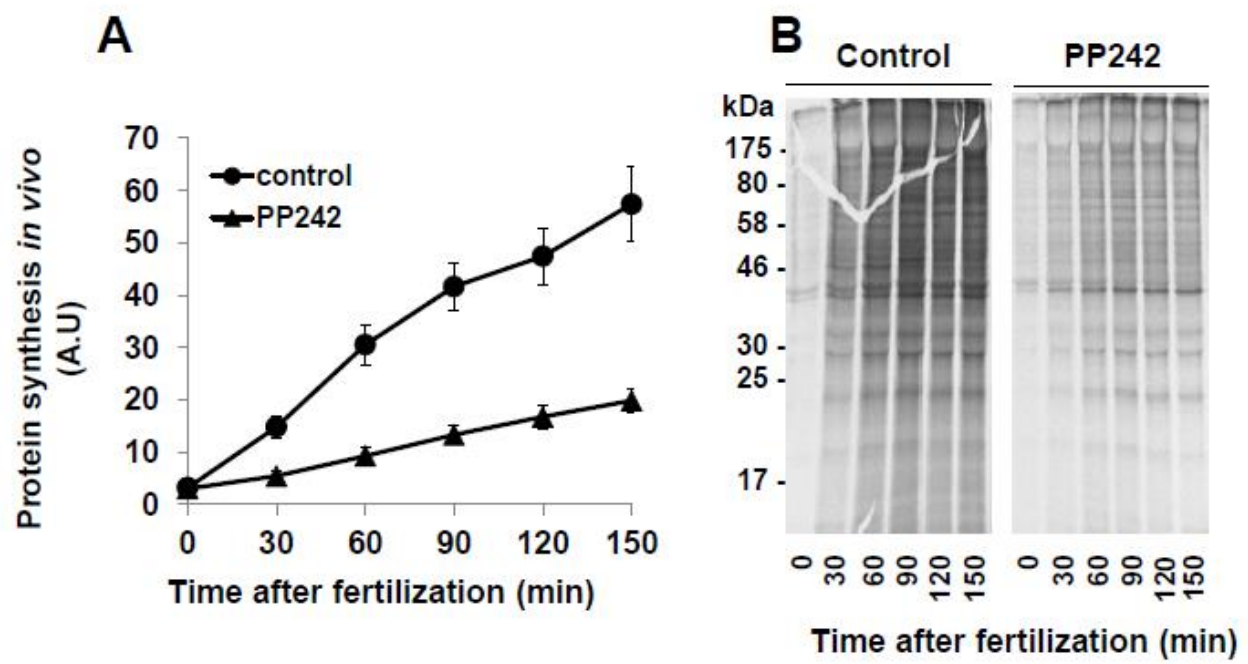 A
Protein synthesis in vivo
(A.U)
70
60
50
40
30
20
10
0
control
PP242
0 30 60 90 120 150
Time after fertilization (min)
B
Control PP242
kDa
175 -
80 -
58 -
46 -
30 -
25 -
17 -
0 30 60 90 120 150 0 30 60 90 120 150
Time after fertilization (min)